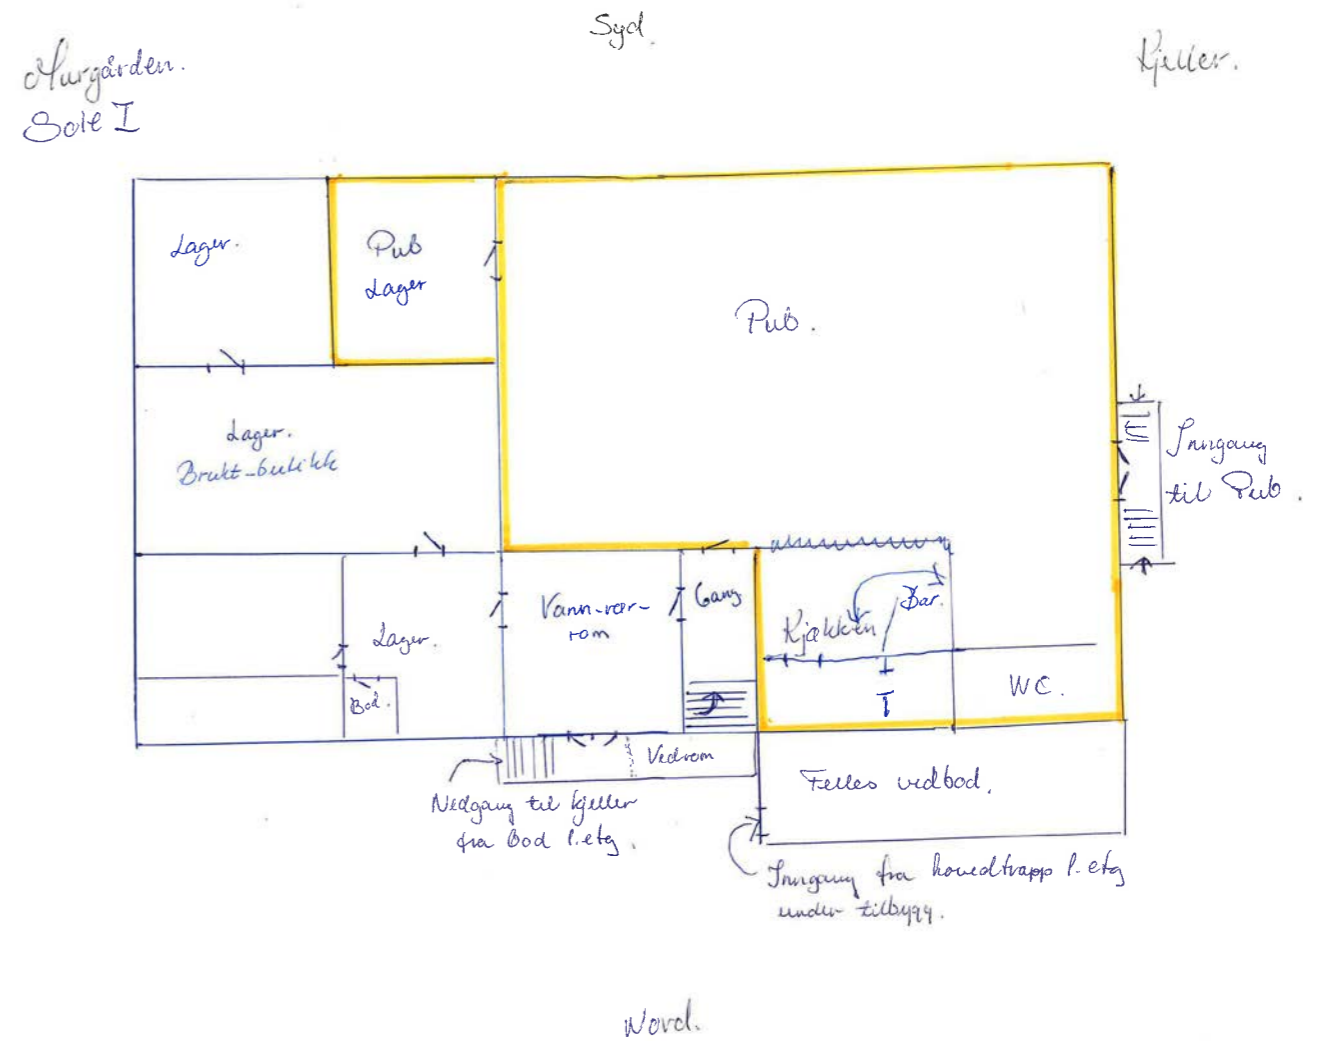 Syd.
Murgården.
Kjeller.
Sole I
Lager.
Pub
Lager
Pub.
Lager.
Brukt-butikk
Inngang
til Pub.
Vann-rør-
rom
Gang
Bar.
Kjøkken
Lager.
WC.
Bod.
T
Vedrom
Felles vedbod.
Nedgang til kjeller
fra Bod 1.etg.
Inngang fra hovedtrapp 1.etg
under tilbygg.
Nord.